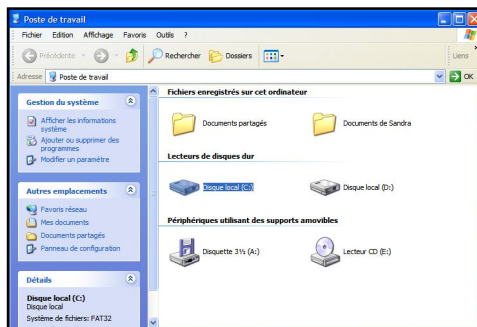 Poste de travail
Fichier Edition Affichage Favoris Outils ?
Précédente Rechercher Dossiers Liens
Adresse Poste de travail OK
Gestion du système
Afficher les informations
système
Ajouter ou supprimer des
programmes
Modifier un paramètre
Autres emplacements
Favoris réseau
Mes documents
Documents partagés
Panneau de configuration
Détails
Disque local (C:)
Disque local
Système de fichiers: FAT32
Fichiers enregistrés sur cet ordinateur
Documents partagés Documents de Sandra
Lecteurs de disques dur
Disque local (C:) Disque local (D:)
Périphériques utilisant des supports amovibles
Disquette 3½ (A:) Lecteur CD (E:)